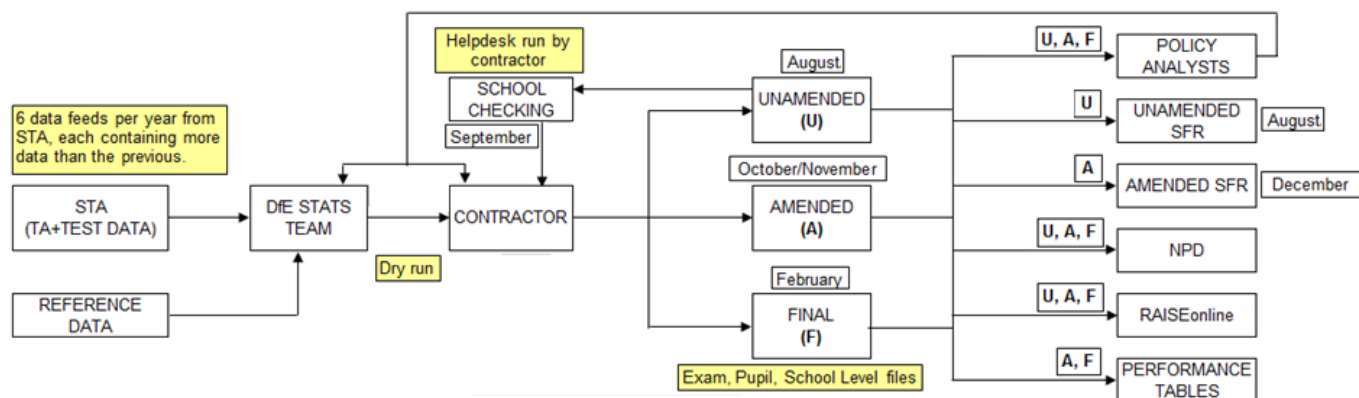 Helpdesk run by
contractor
SCHOOL
CHECKING
September
6 data feeds per year from
STA, each containing more
data than the previous.
STA
(TA+TEST DATA)
DfE STATS
TEAM
CONTRACTOR
Dry run
REFERENCE
DATA
August
UNAMENDED
(U)
October/November
AMENDED
(A)
February
FINAL
(F)
Exam, Pupil, School Level files
U, A, F
POLICY
ANALYSTS
U
UNAMENDED
SFR
August
A
AMENDED SFR
December
U, A, F
NPD
U, A, F
RAISEonline
A, F
PERFORMANCE
TABLES